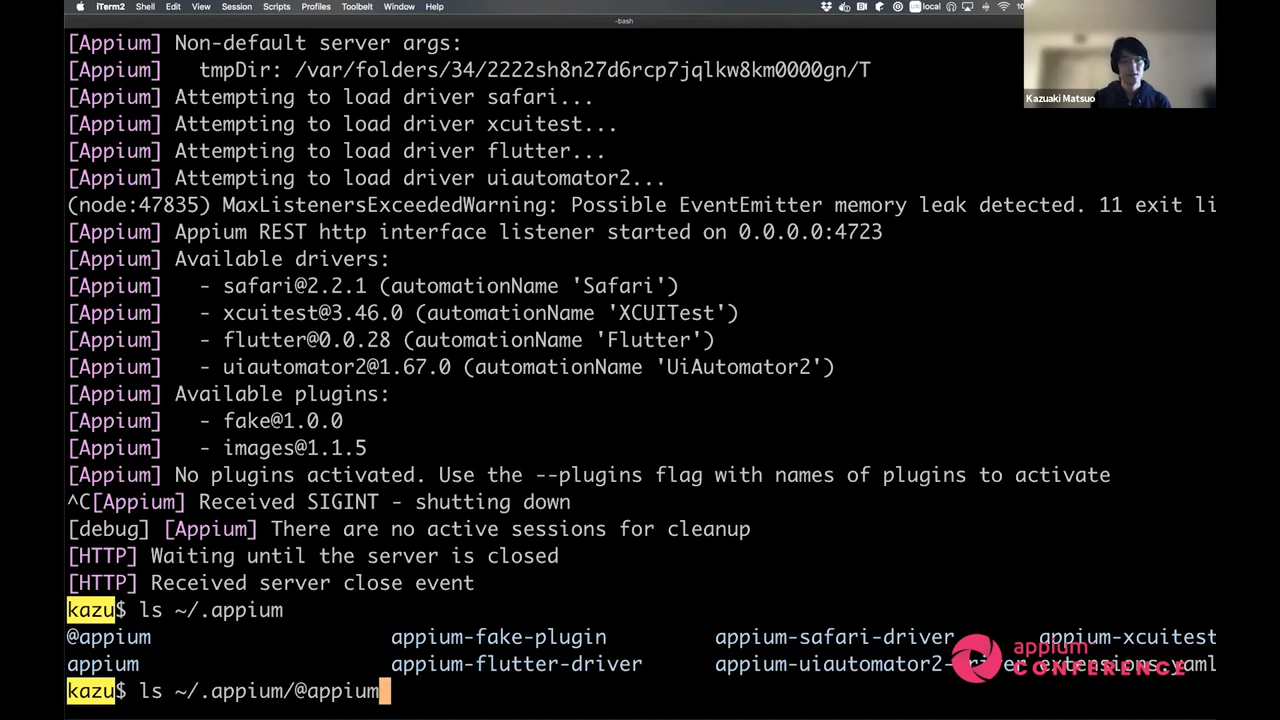 iTerm2 Shell Edit View Session Scripts Profiles Toolbelt Window Help local
-bash
[Appium] Non-default server args:
[Appium] tmpDir: /var/folders/34/2222sh8n27d6rcp7jqlkw8km0000gn/T
[Appium] Attempting to load driver safari...
[Appium] Attempting to load driver xcuitest...
[Appium] Attempting to load driver flutter...
[Appium] Attempting to load driver uiautomator2...
(node:47835) MaxListenersExceededWarning: Possible EventEmitter memory leak detected. 11 exit li
[Appium] Appium REST http interface listener started on 0.0.0.0:4723
[Appium] Available drivers:
[Appium] - safari@2.2.1 (automationName 'Safari')
[Appium] - xcuitest@3.46.0 (automationName 'XCUITest')
[Appium] - flutter@0.0.28 (automationName 'Flutter')
[Appium] - uiautomator2@1.67.0 (automationName 'UiAutomator2')
[Appium] Available plugins:
[Appium] - fake@1.0.0
[Appium] - images@1.1.5
[Appium] No plugins activated. Use the --plugins flag with names of plugins to activate
^C[Appium] Received SIGINT - shutting down
[debug] [Appium] There are no active sessions for cleanup
[HTTP] Waiting until the server is closed
[HTTP] Received server close event
kazu$ ls ~/.appium
@appium appium-fake-plugin appium-safari-driver appium-xcuitest
appium appium-flutter-driver appium-uiautomator2-driver extensions.yaml
kazu$ ls ~/.appium/@appium
Kazuaki Matsuo
appium
CONFERENCE